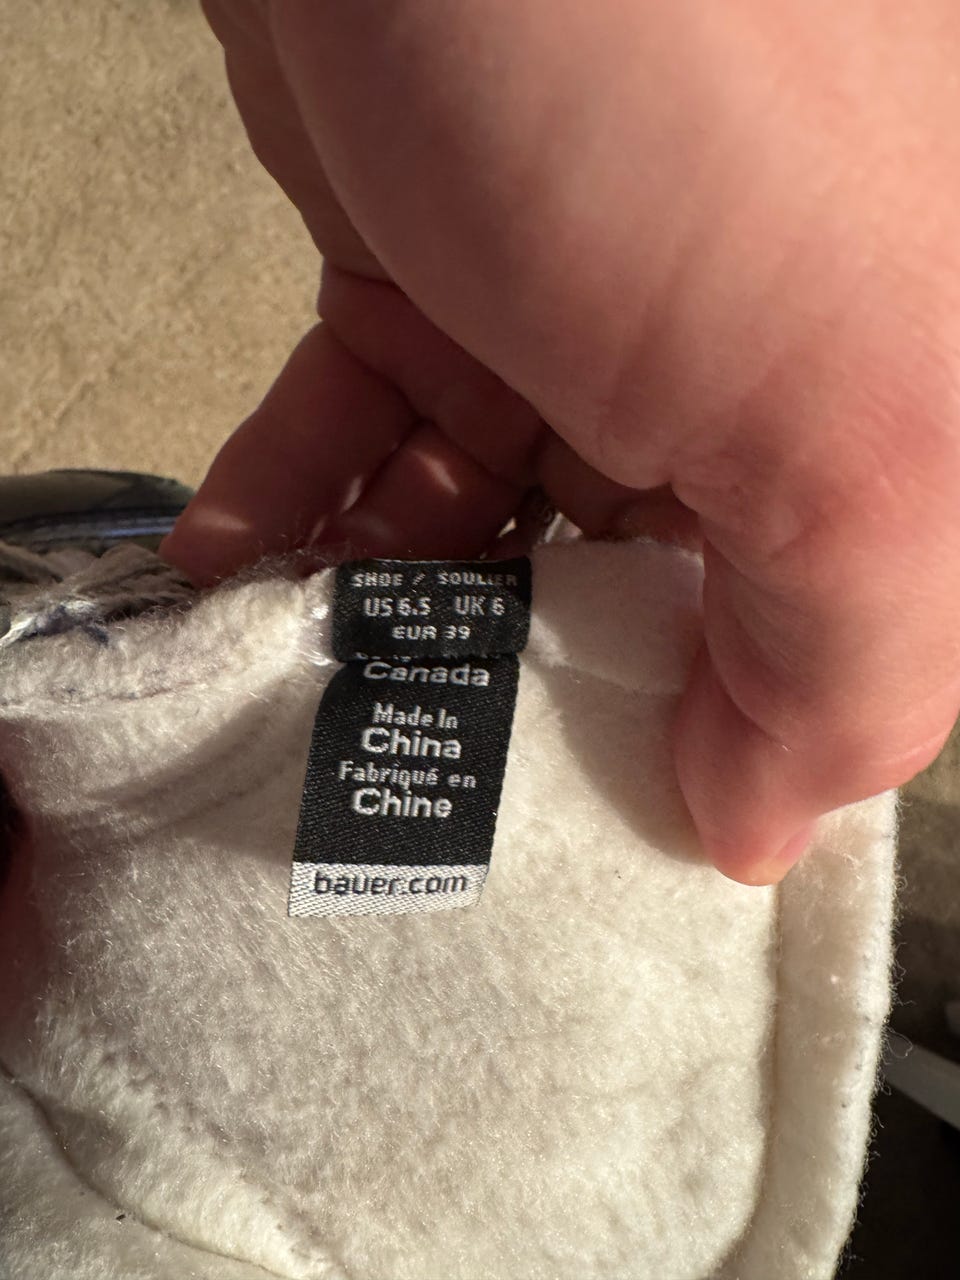 SHOE / SOULIER
US 6.5 UK 6
EUR 39
Canada
Made In
China
Fabriqué en
Chine
bauer.com